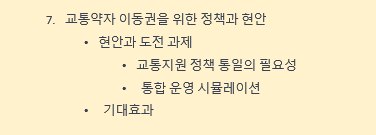 7. 교통약자 이동권을 위한 정책과 현안
• 현안과 도전 과제
• 교통지원 정책 통일의 필요성
• 통합 운영 시뮬레이션
• 기대효과